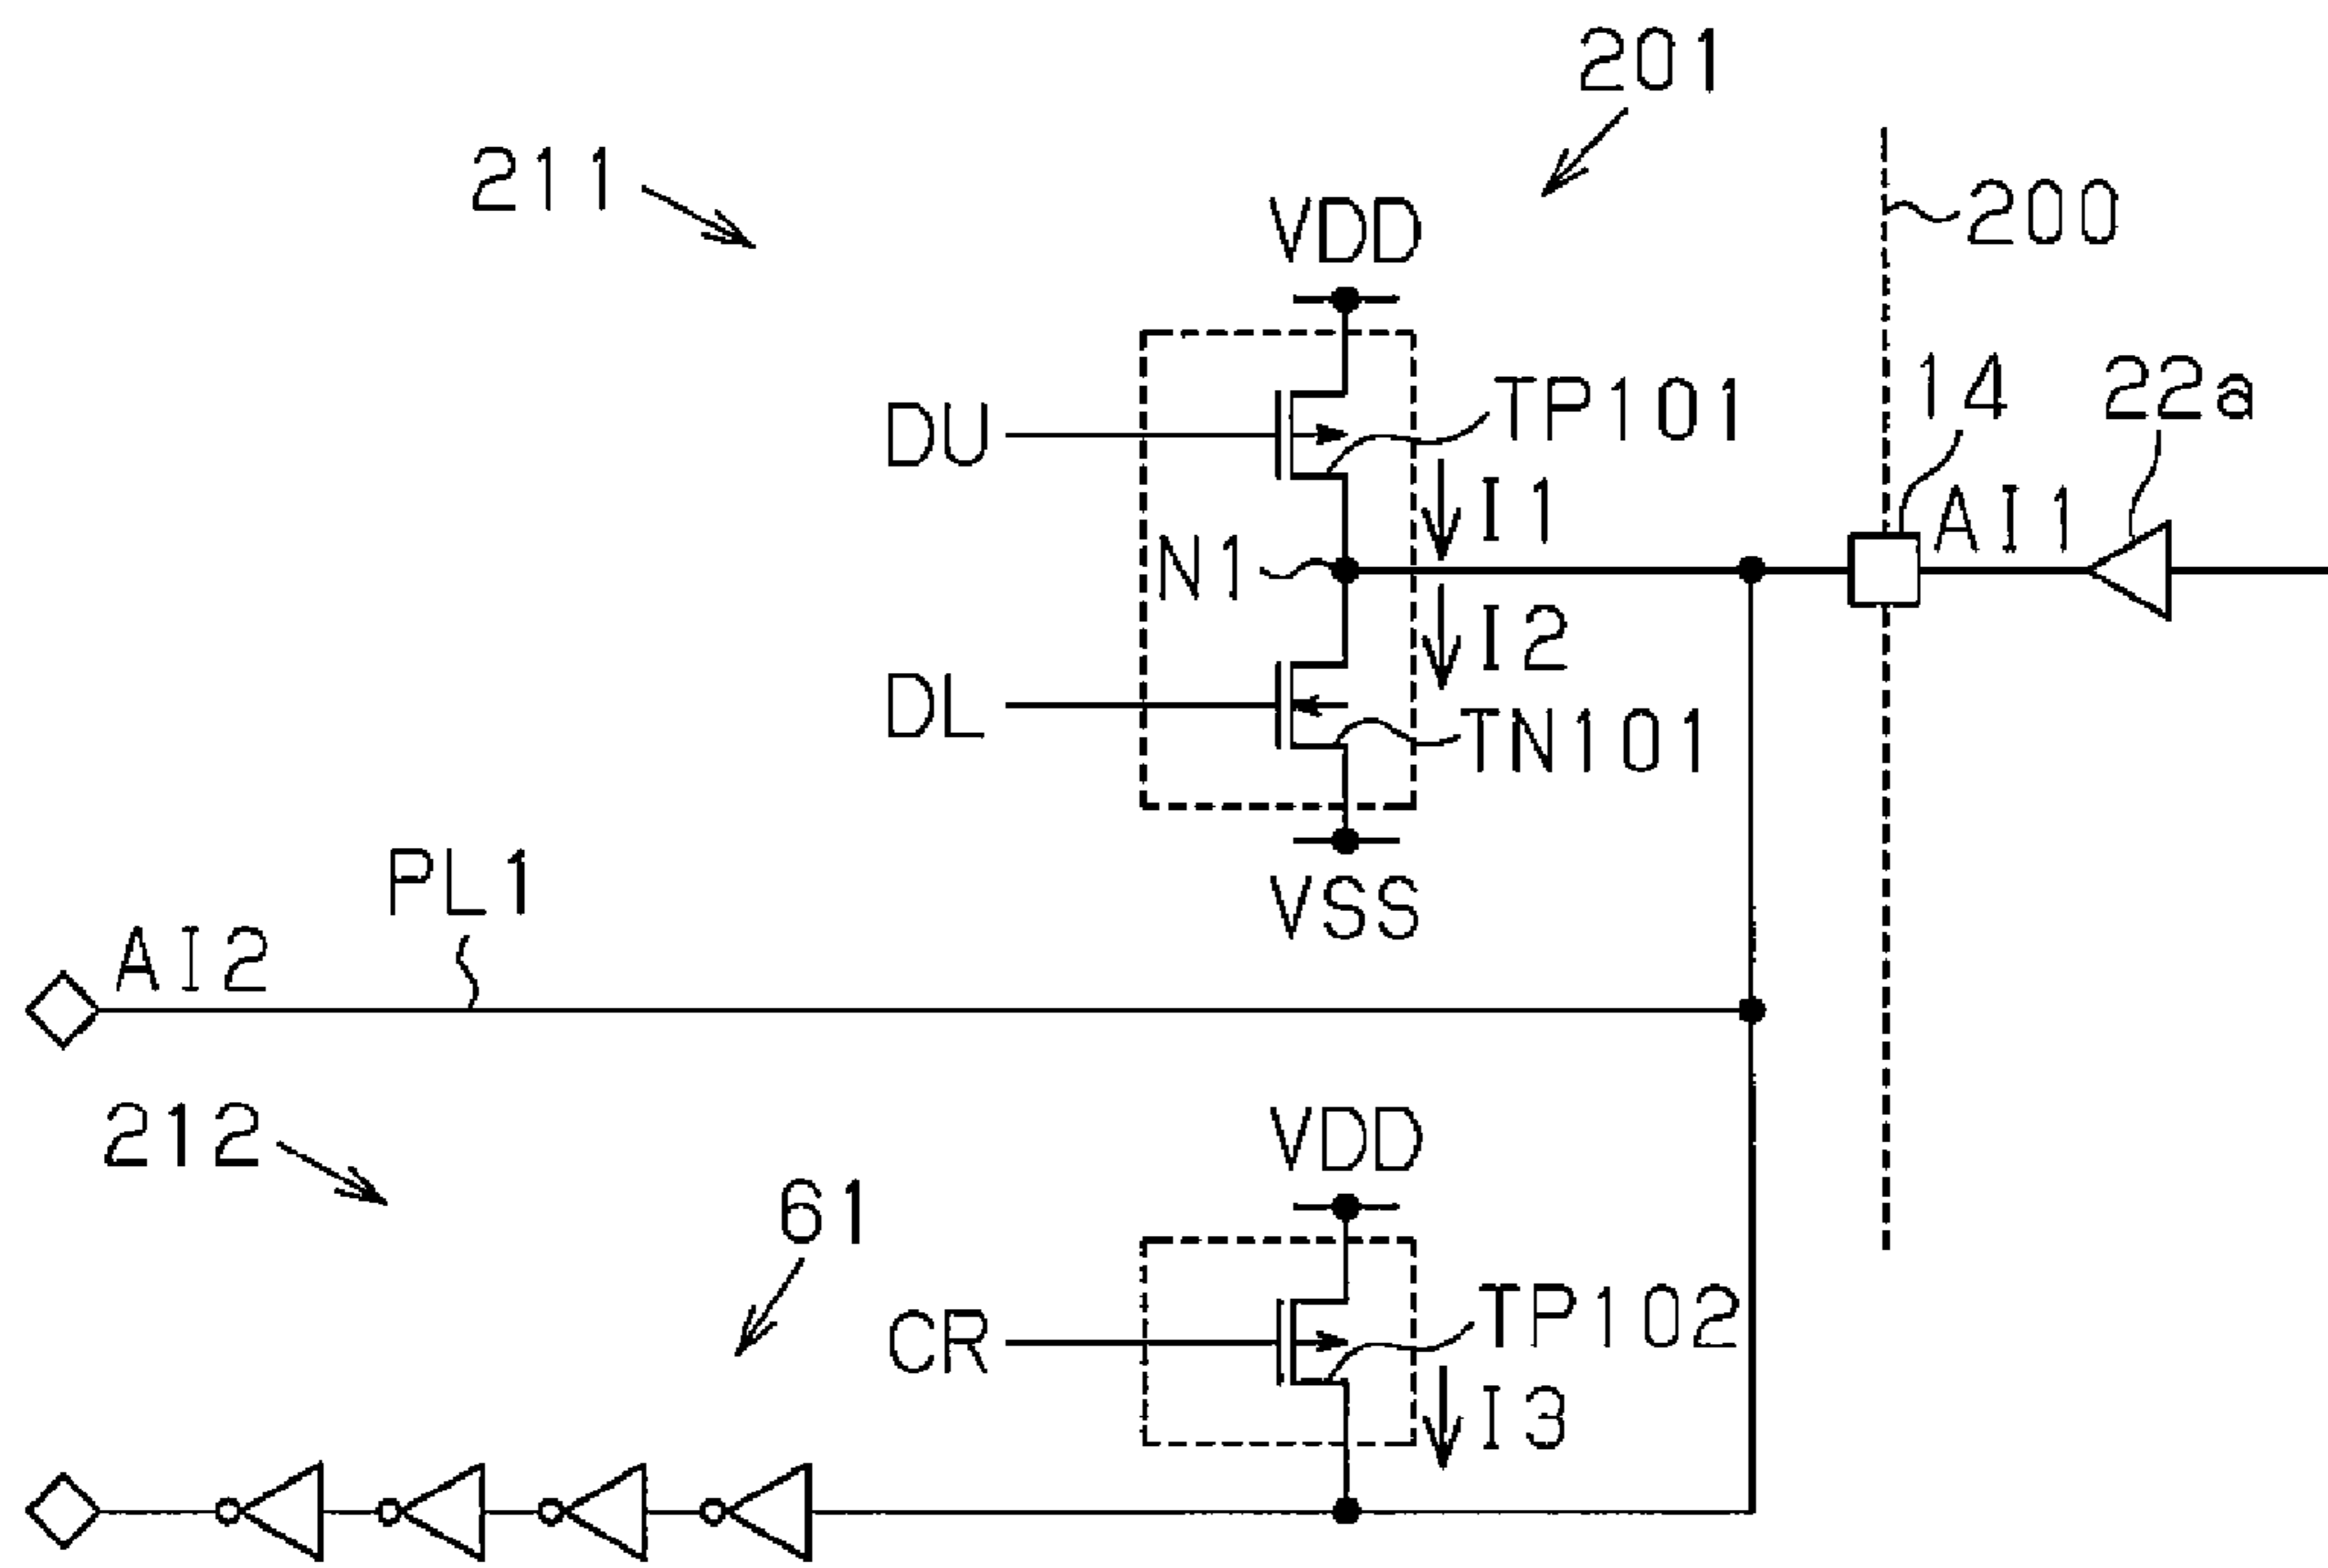 201
211
200
VDD
14
22a
TP101
DU
I1
AI1
N1
I2
DL
TN101
PL1
VSS
AI2
212
VDD
61
TP102
CR
I3